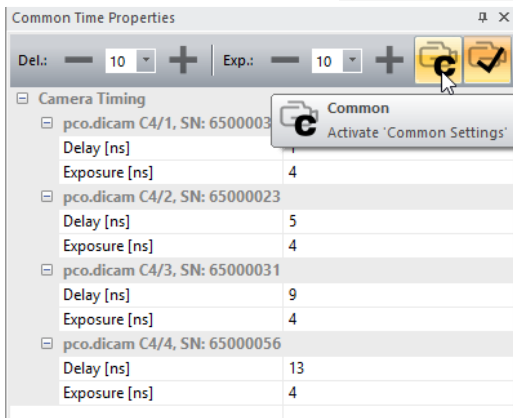 Common Time Properties
Del.: 10 Exp.: 10
Camera Timing
pco.dicam C4/1, SN: 6500003
Common
Activate 'Common Settings'
Delay [ns]
Exposure [ns] 4
pco.dicam C4/2, SN: 65000023
Delay [ns] 5
Exposure [ns] 4
pco.dicam C4/3, SN: 65000031
Delay [ns] 9
Exposure [ns] 4
pco.dicam C4/4, SN: 65000056
Delay [ns] 13
Exposure [ns] 4